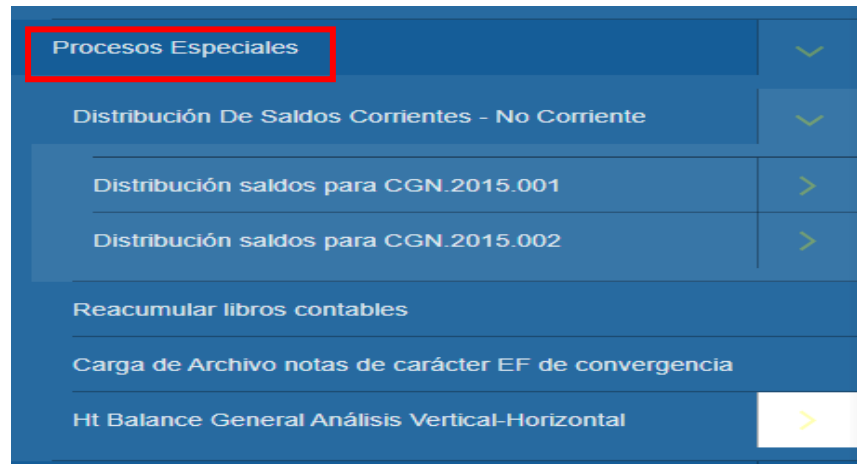 Procesos Especiales
Distribución De Saldos Corrientes - No Corriente
Distribución saldos para CGN.2015.001
Distribución saldos para CGN.2015.002
Reacumular libros contables
Carga de Archivo notas de carácter EF de convergencia
Ht Balance General Análisis Vertical-Horizontal